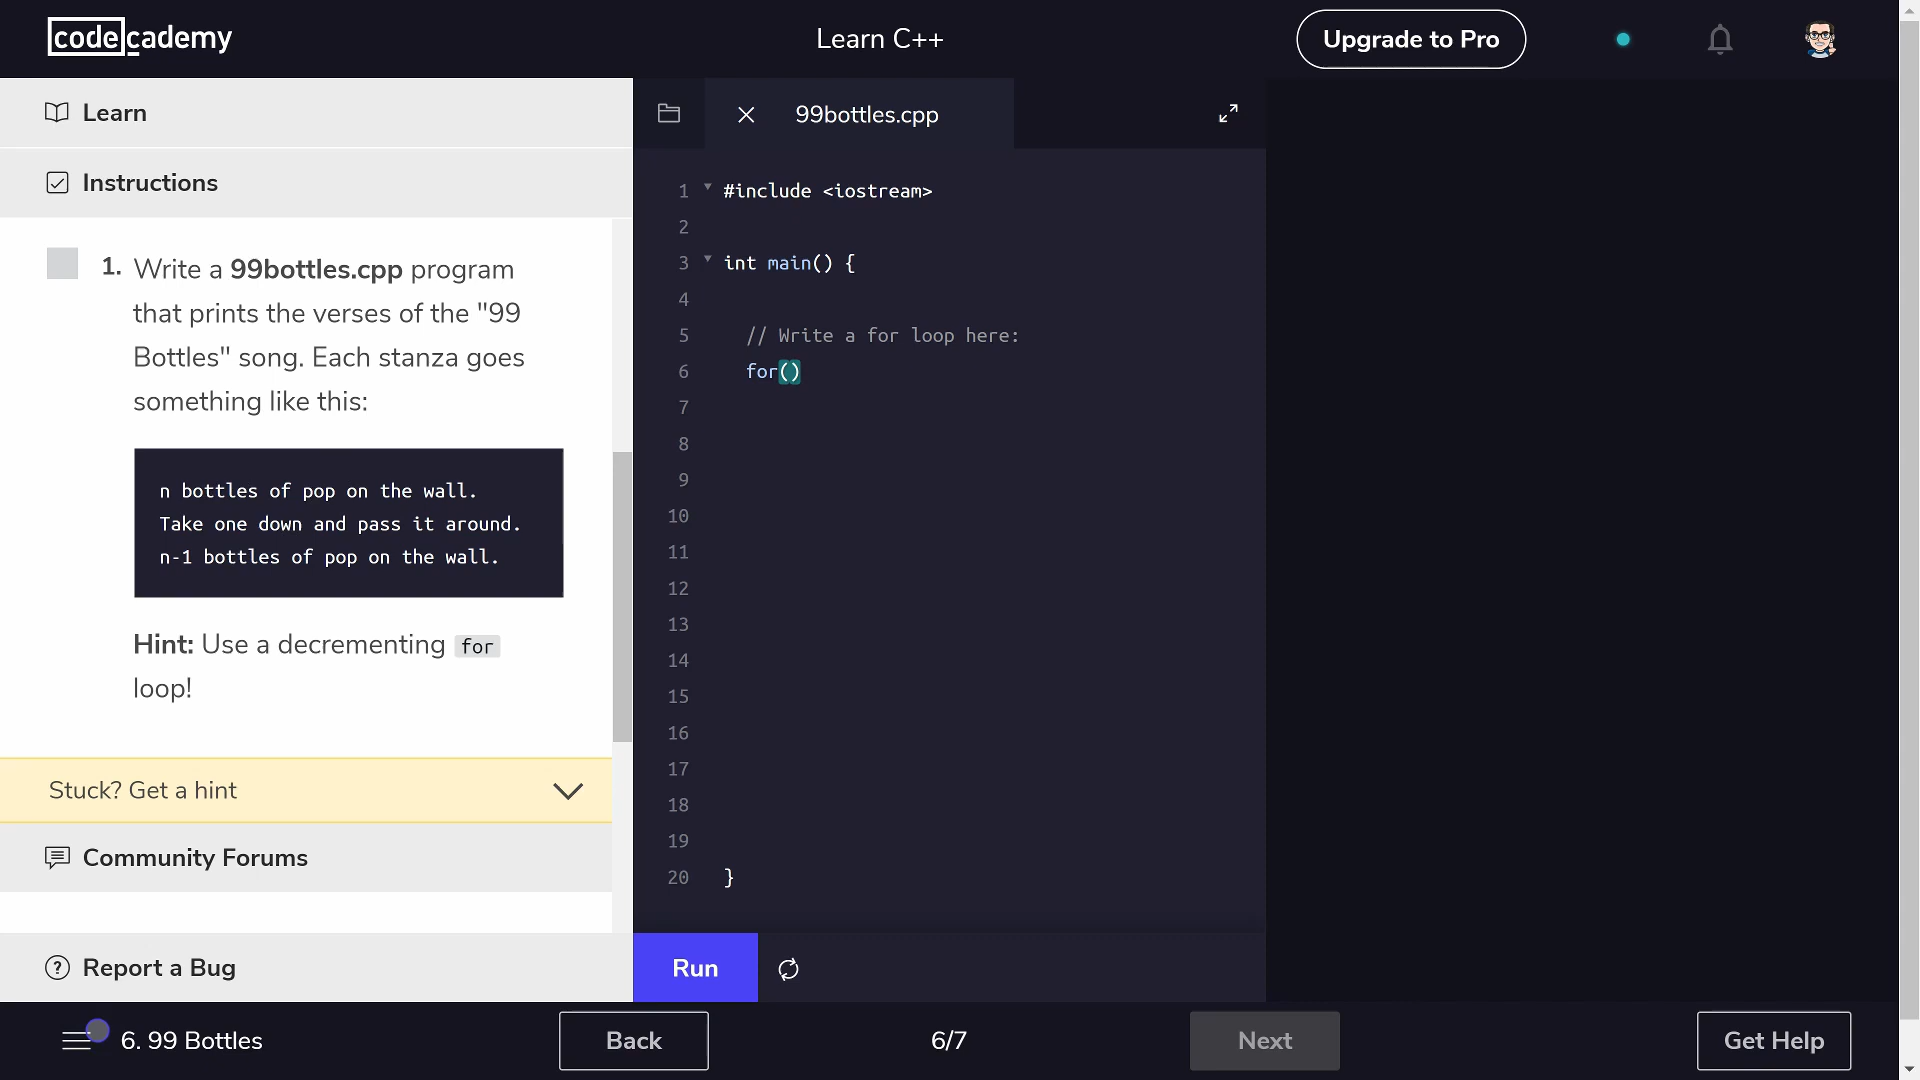 codecademy
Learn C++
Upgrade to Pro
Learn
Instructions
1. Write a 99bottles.cpp program
that prints the verses of the "99
Bottles" song. Each stanza goes
something like this:
n bottles of pop on the wall.
Take one down and pass it around.
n-1 bottles of pop on the wall.
Hint: Use a decrementing for
loop!
Stuck? Get a hint
Community Forums
Report a Bug
99bottles.cpp
1 #include <iostream>
2
3 int main() {
4
5 // Write a for loop here:
6 for()
7
8
9
10
11
12
13
14
15
16
17
18
19
20 }
Run
6. 99 Bottles
Back
6/7
Next
Get Help